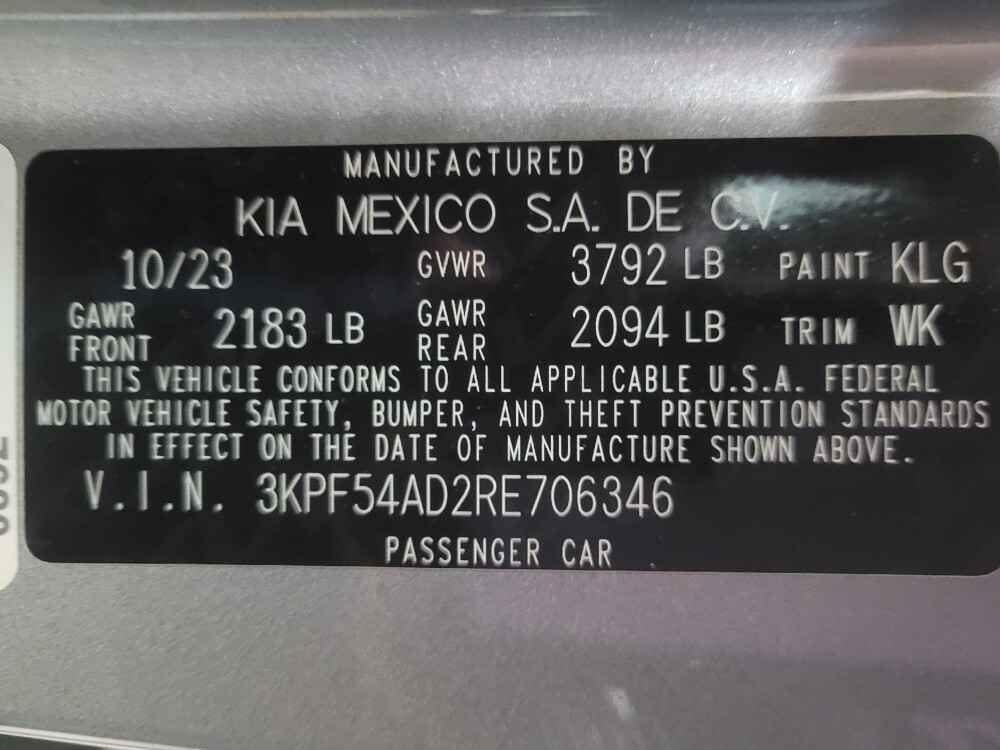 MANUFACTURED BY
KIA MEXICO S.A. DE C.V.
10/23 GVWR 3792 LB PAINT KLG
GAWR FRONT 2183 LB GAWR REAR 2094 LB TRIM WK
THIS VEHICLE CONFORMS TO ALL APPLICABLE U.S.A. FEDERAL
MOTOR VEHICLE SAFETY, BUMPER, AND THEFT PREVENTION STANDARDS
IN EFFECT ON THE DATE OF MANUFACTURE SHOWN ABOVE.
V.I.N. 3KPF54AD2RE706346
PASSENGER CAR